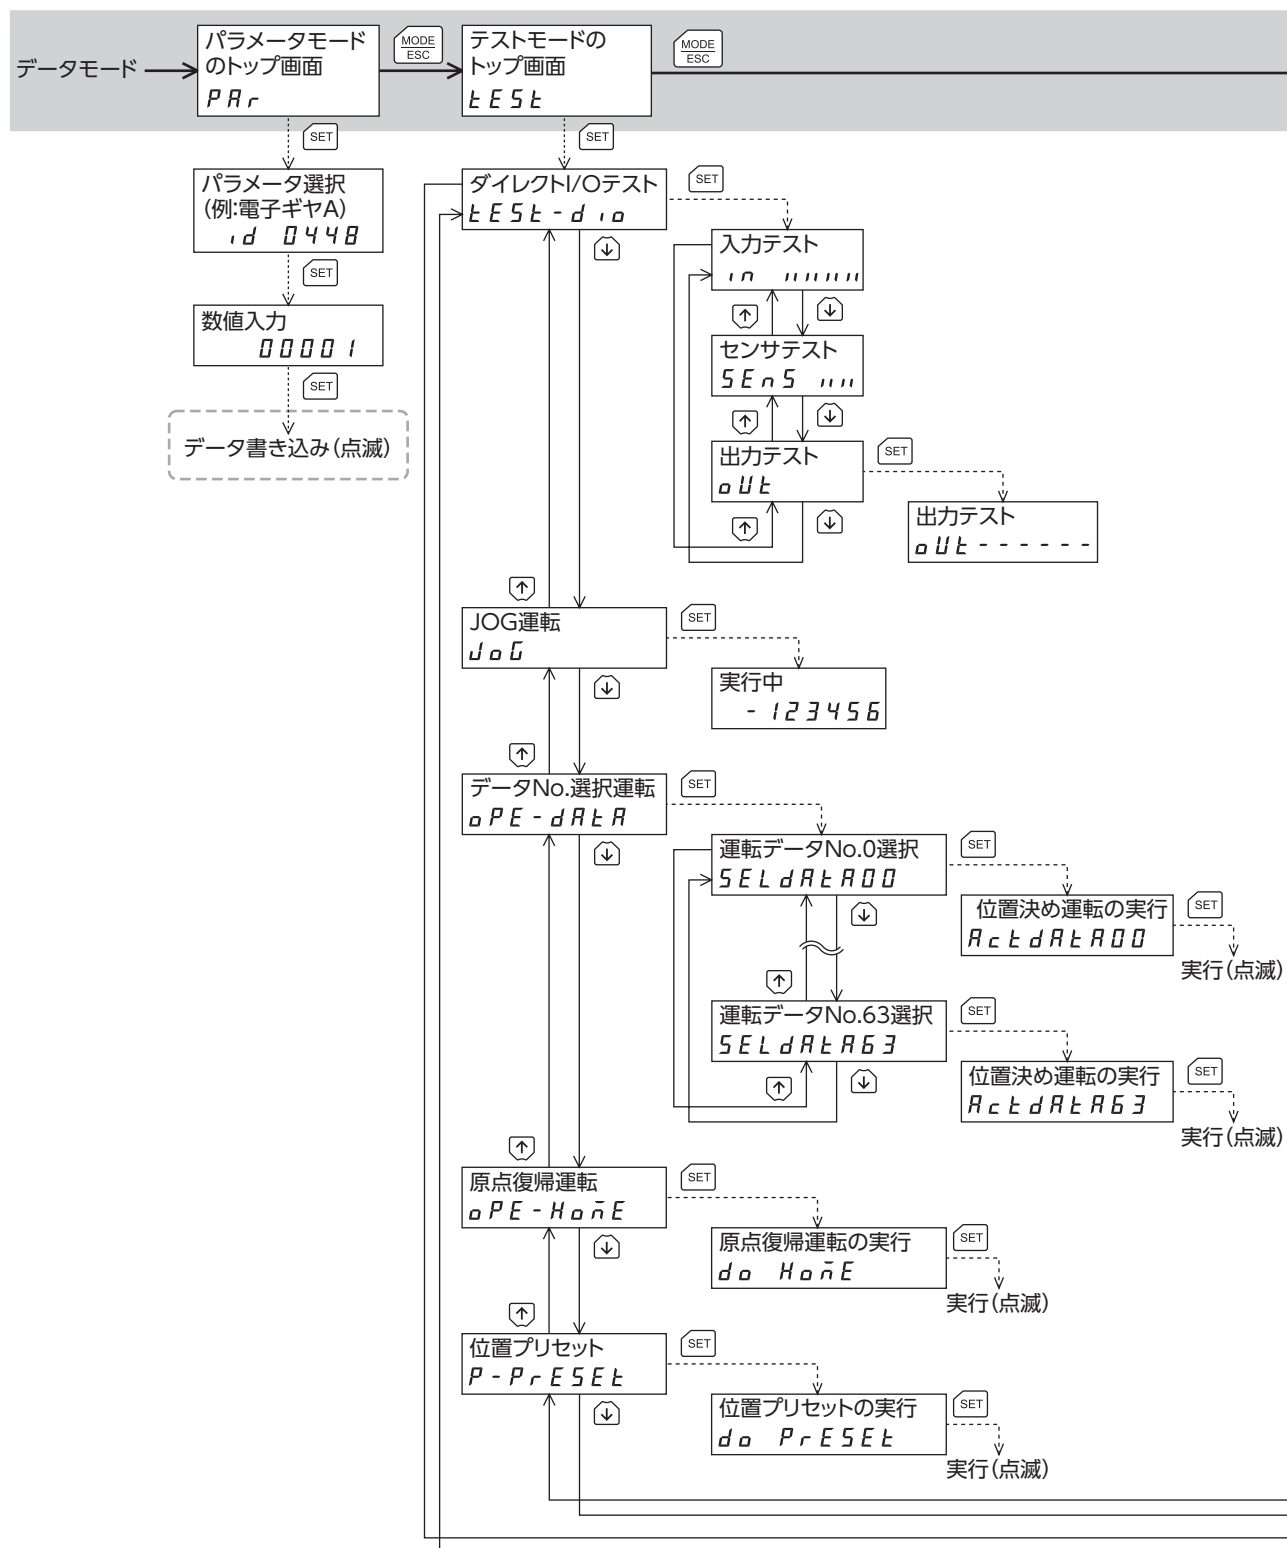 データモード
パラメータモード
のトップ画面
PAr
MODE
ESC
テストモードの
トップ画面
tESt
MODE
ESC
SET
SET
パラメータ選択
(例:電子ギヤA)
id 0448
SET
数値入力
00001
SET
データ書き込み(点滅)
ダイレクトI/Oテスト
tESt-dio
SET
↓
入力テスト
in
↑
↓
センサテスト
SEnS
↑
↓
出力テスト
oUt
SET
↑
↓
出力テスト
oUt------
↑
JOG運転
JoG
SET
↓
実行中
-123456
↑
データNo.選択運転
oPE-dAtA
SET
↓
運転データNo.0選択
SELdAtA00
SET
↓
位置決め運転の実行
ActdAtA00
SET
実行(点滅)
↑
運転データNo.63選択
SELdAtA63
SET
↑
↓
位置決め運転の実行
ActdAtA63
SET
実行(点滅)
↑
原点復帰運転
oPE-HomE
SET
↓
原点復帰運転の実行
do HomE
SET
実行(点滅)
↑
位置プリセット
P-PrESEt
SET
↓
位置プリセットの実行
do PrESEt
SET
実行(点滅)